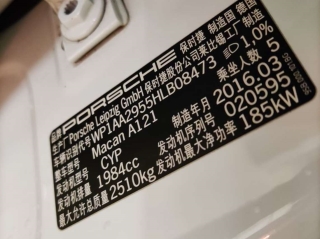 品牌 PORSCHE 保时捷 制造国 德国
生产厂 Porsche Leipzig GmbH 保时捷股份公司莱比锡工厂制造
车辆识别代号 WP1AA2955HLB08473 1.0%
整车型号 Macan A121 乘坐人数 5
发动机型号 CYP 制造年月 2016.03
发动机排量 1984cc 发动机序列号 020595
最大允许总质量 2510kg 发动机最大净功率 185kW